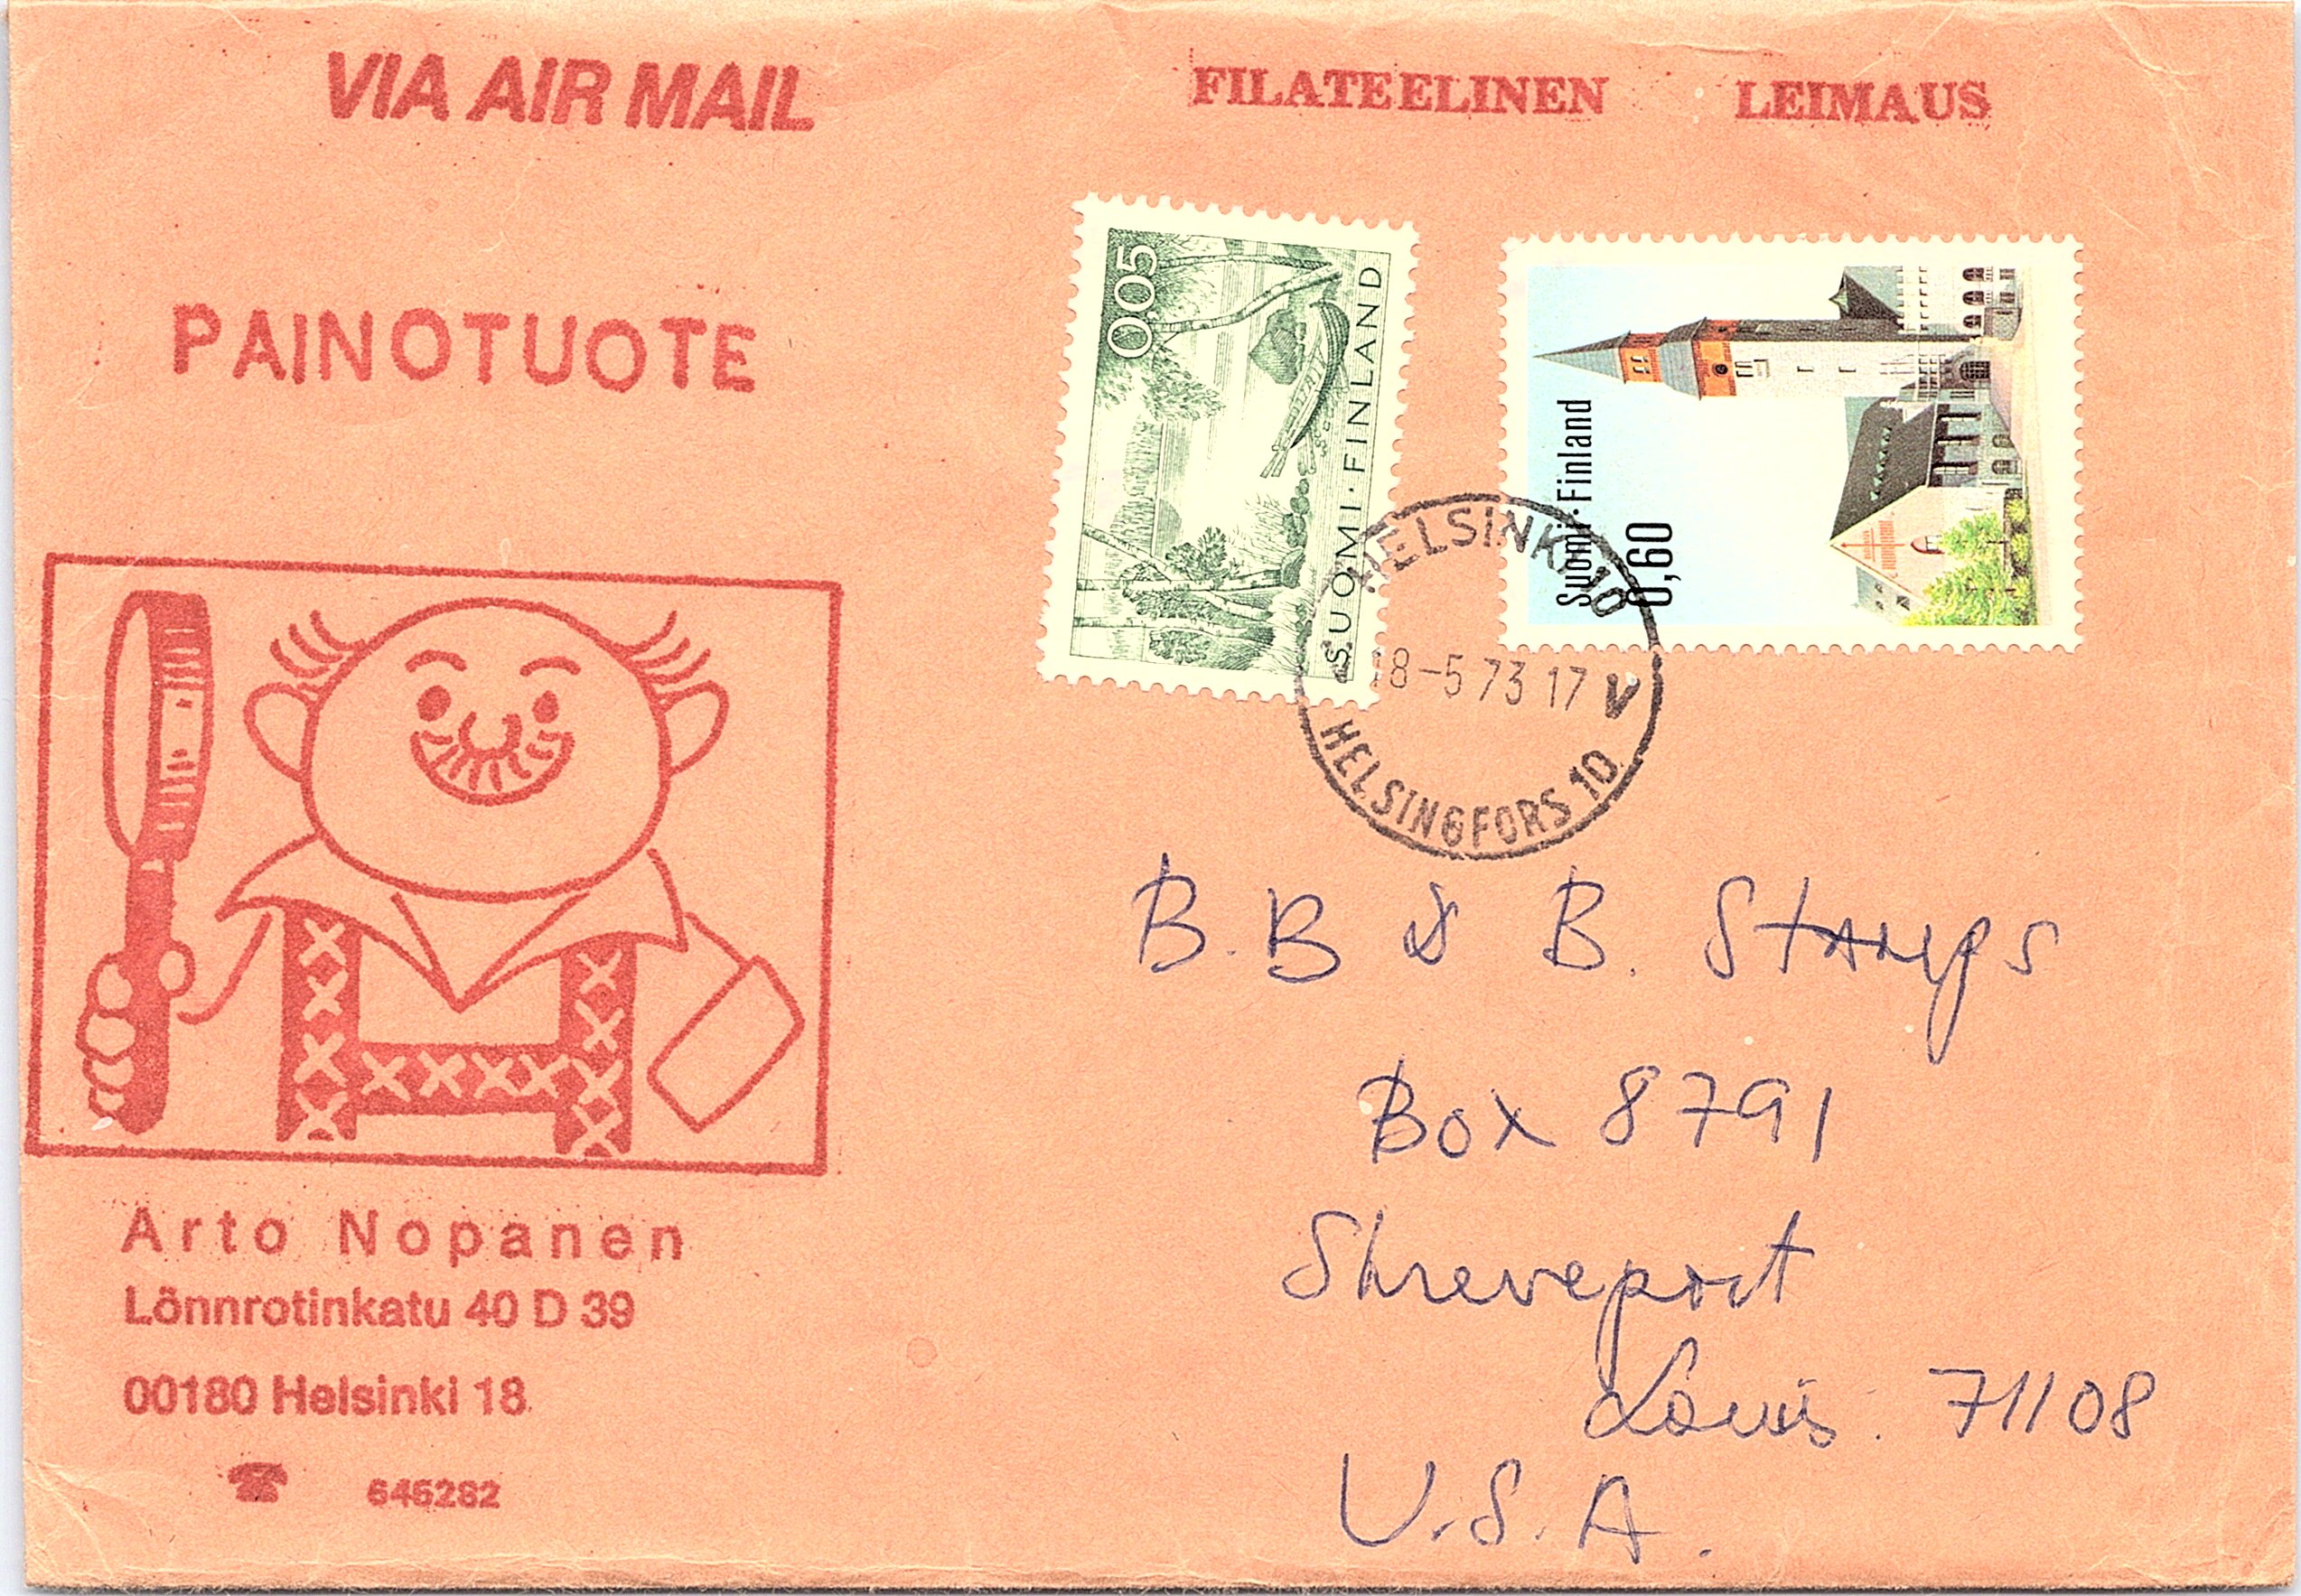 VIA AIR MAIL
FILATEELINEN LEIMAUS
PAINOTUOTE
0.05
SUOMI · FINLAND
Suomi · Finland
0,60
HELSINKI 10
18-5 73 17 V
HELSINGFORS 10
B. B & B. Stamps
Box 8791
Shreveport
Louis. 71108
U.S.A.
Arto Nopanen
Lönnrotinkatu 40 D 39
00180 Helsinki 18
☎ 646282